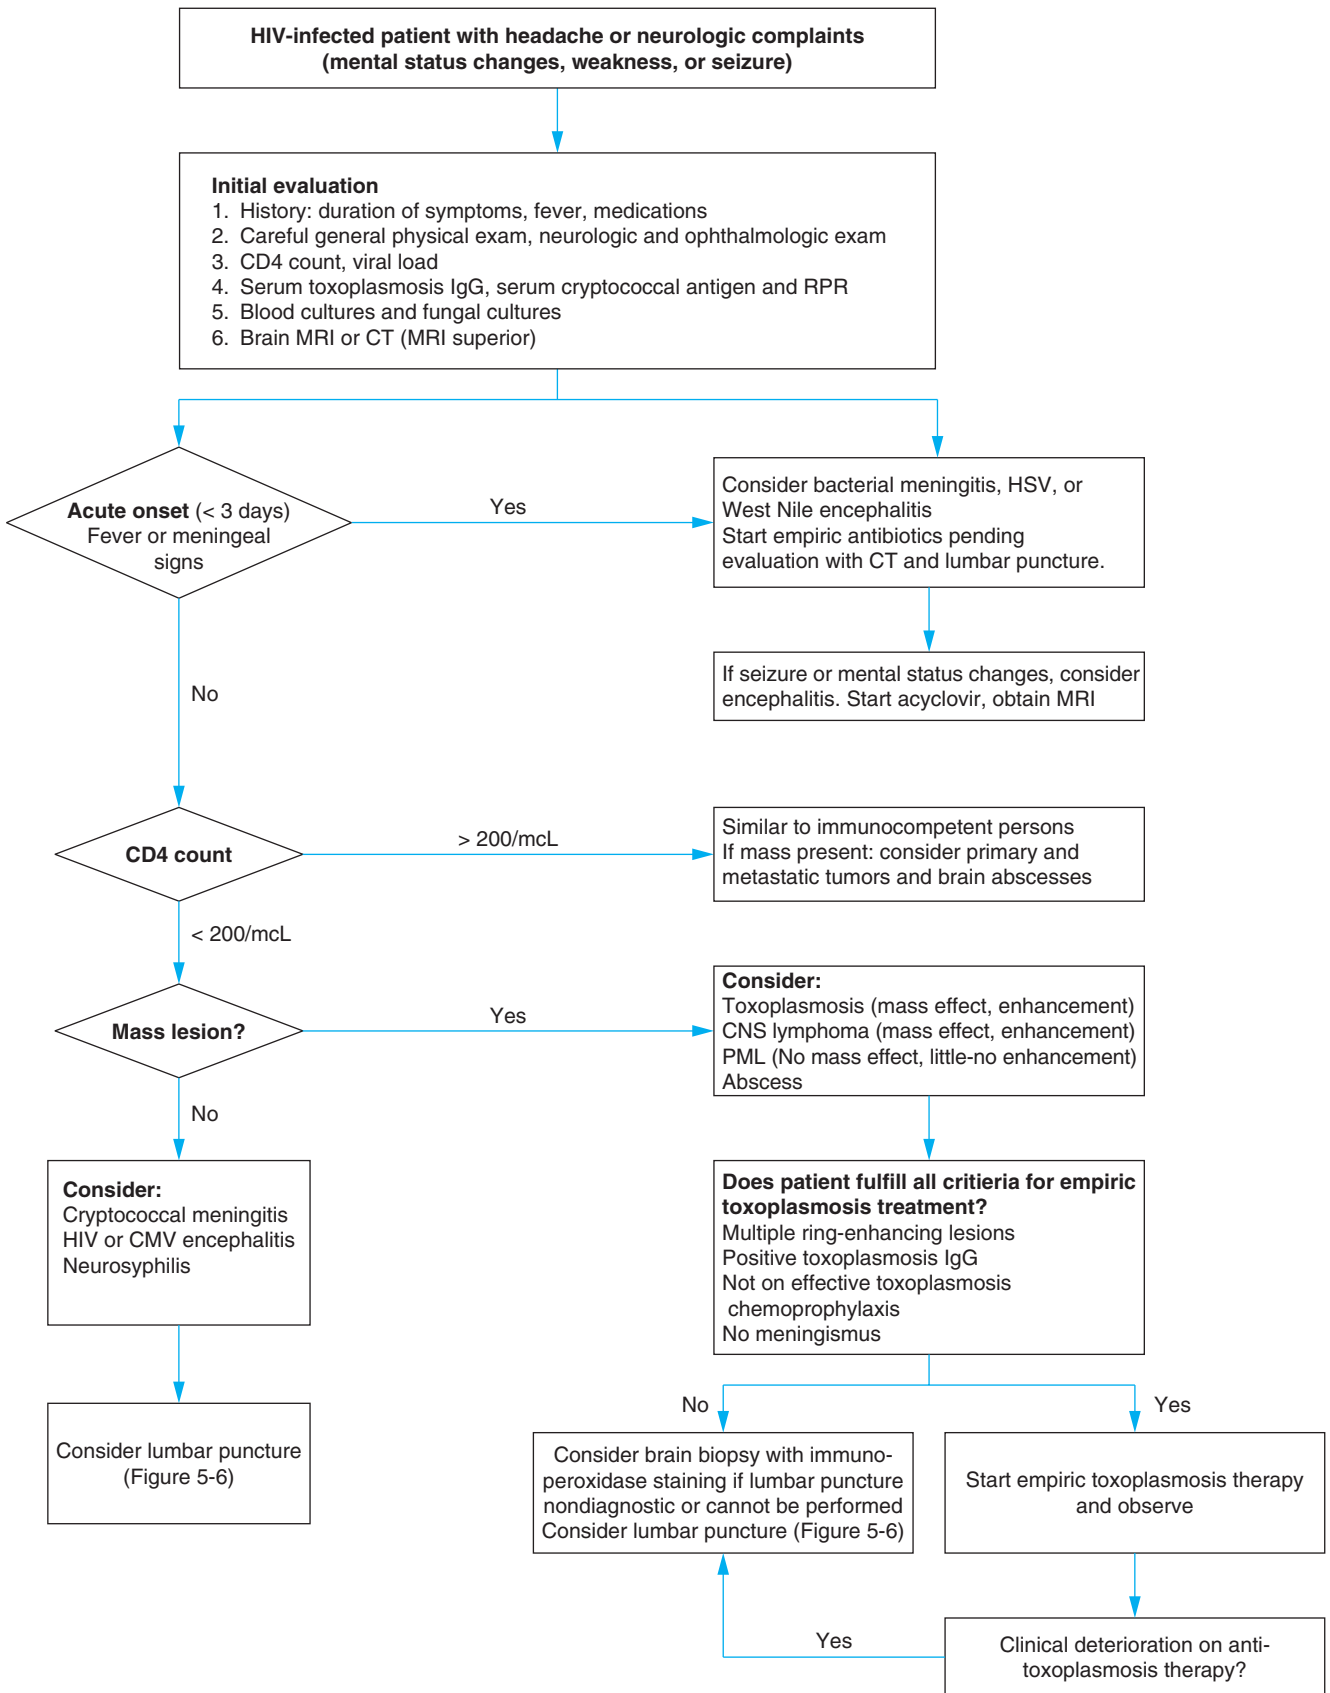 HIV-infected patient with headache or neurologic complaints
(mental status changes, weakness, or seizure)
Initial evaluation
1. History: duration of symptoms, fever, medications
2. Careful general physical exam, neurologic and ophthalmologic exam
3. CD4 count, viral load
4. Serum toxoplasmosis IgG, serum cryptococcal antigen and RPR
5. Blood cultures and fungal cultures
6. Brain MRI or CT (MRI superior)
Acute onset (< 3 days)
Fever or meningeal
signs
Yes
Consider bacterial meningitis, HSV, or
West Nile encephalitis
Start empiric antibiotics pending
evaluation with CT and lumbar puncture.
If seizure or mental status changes, consider
encephalitis. Start acyclovir, obtain MRI
No
CD4 count
> 200/mcL
Similar to immunocompetent persons
If mass present: consider primary and
metastatic tumors and brain abscesses
< 200/mcL
Mass lesion?
Yes
Consider:
Toxoplasmosis (mass effect, enhancement)
CNS lymphoma (mass effect, enhancement)
PML (No mass effect, little-no enhancement)
Abscess
No
Consider:
Cryptococcal meningitis
HIV or CMV encephalitis
Neurosyphilis
Consider lumbar puncture
(Figure 5-6)
Does patient fulfill all critieria for empiric
toxoplasmosis treatment?
Multiple ring-enhancing lesions
Positive toxoplasmosis IgG
Not on effective toxoplasmosis
chemoprophylaxis
No meningismus
No
Yes
Consider brain biopsy with immuno-
peroxidase staining if lumbar puncture
nondiagnostic or cannot be performed
Consider lumbar puncture (Figure 5-6)
Start empiric toxoplasmosis therapy
and observe
Yes
Clinical deterioration on anti-
toxoplasmosis therapy?